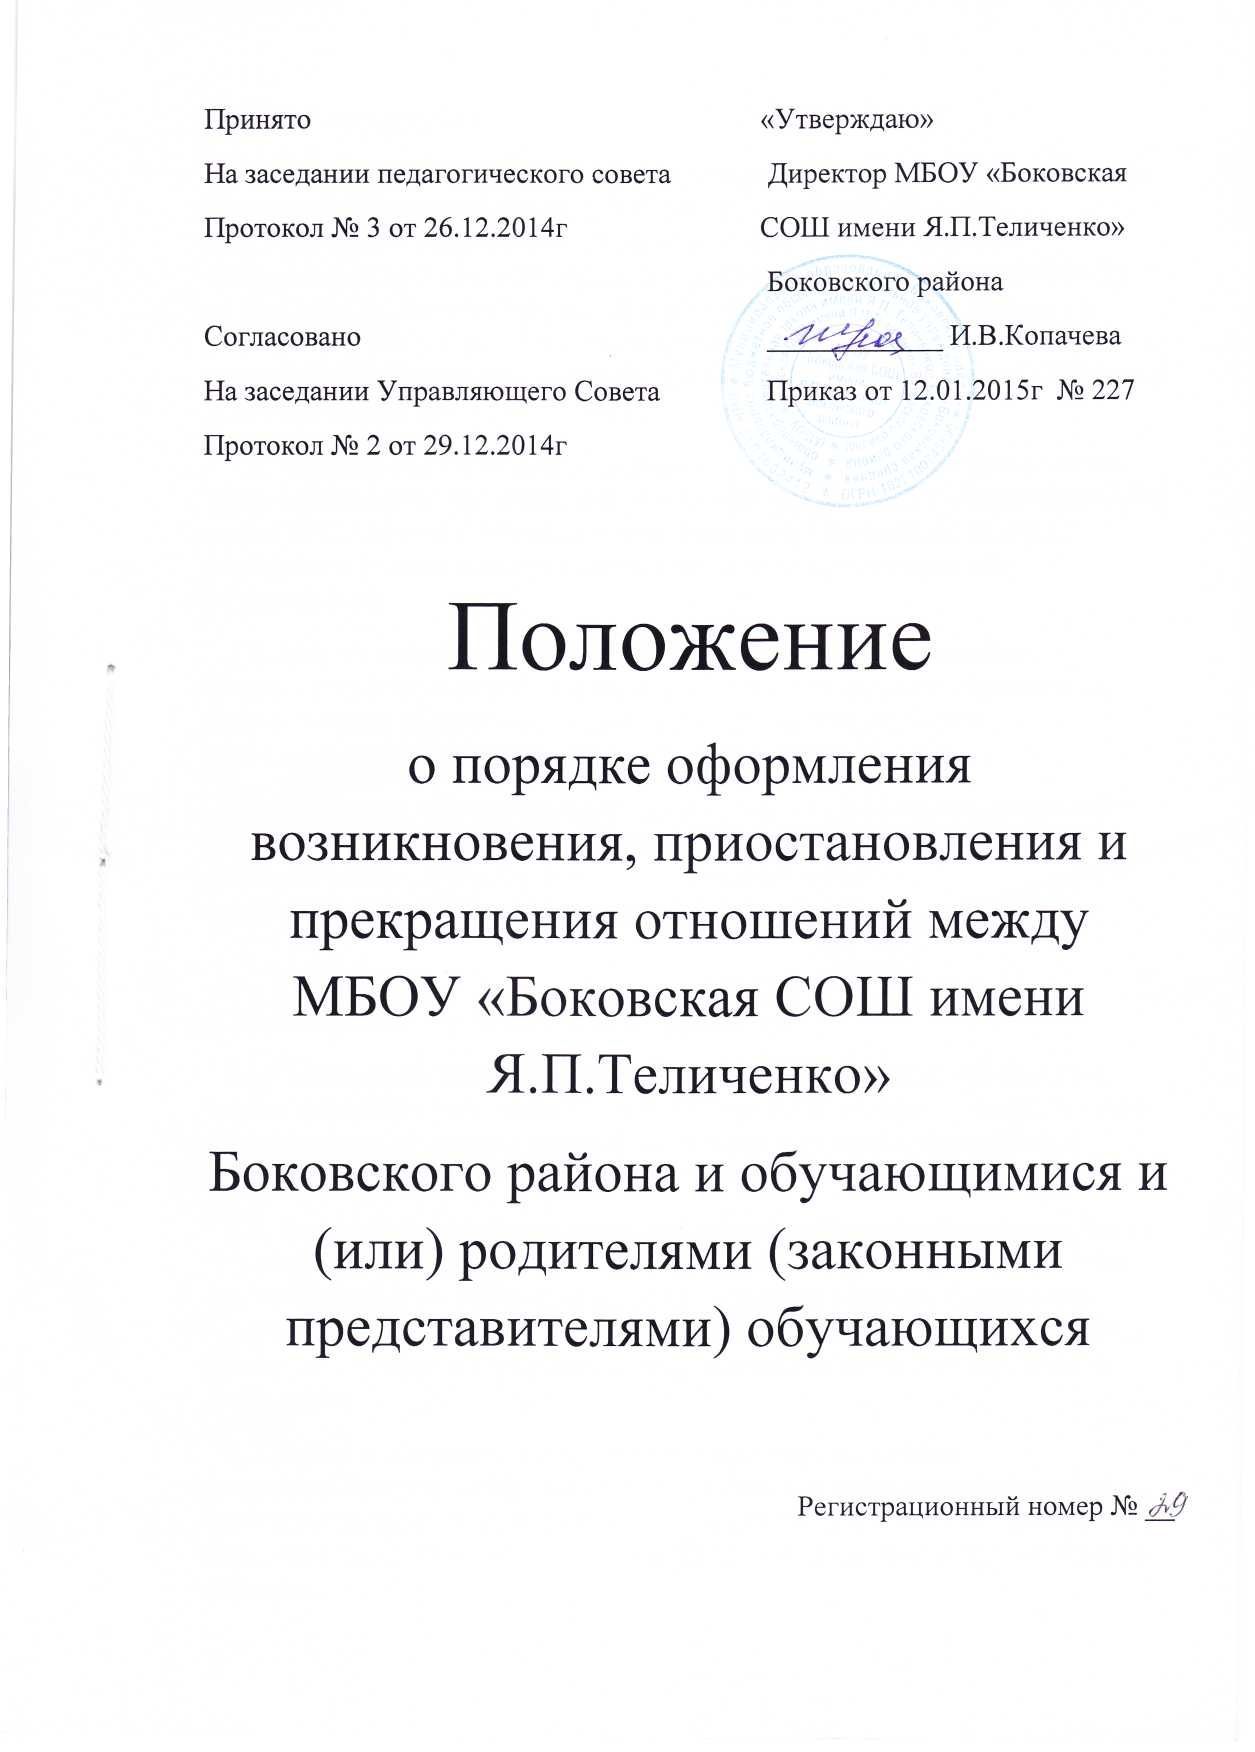 Принято
На заседании педагогического совета
Протокол № 3 от 26.12.2014г
Согласовано
На заседании Управляющего Совета
Протокол № 2 от 29.12.2014г
«Утверждаю»
Директор МБОУ «Боковская
СОШ имени Я.П.Теличенко»
Боковского района
____________ И.В.Копачева
Приказ от 12.01.2015г № 227
Положение
о порядке оформления
возникновения, приостановления и
прекращения отношений между
МБОУ «Боковская СОШ имени
Я.П.Теличенко»
Боковского района и обучающимися и
(или) родителями (законными
представителями) обучающихся
Регистрационный номер № 29